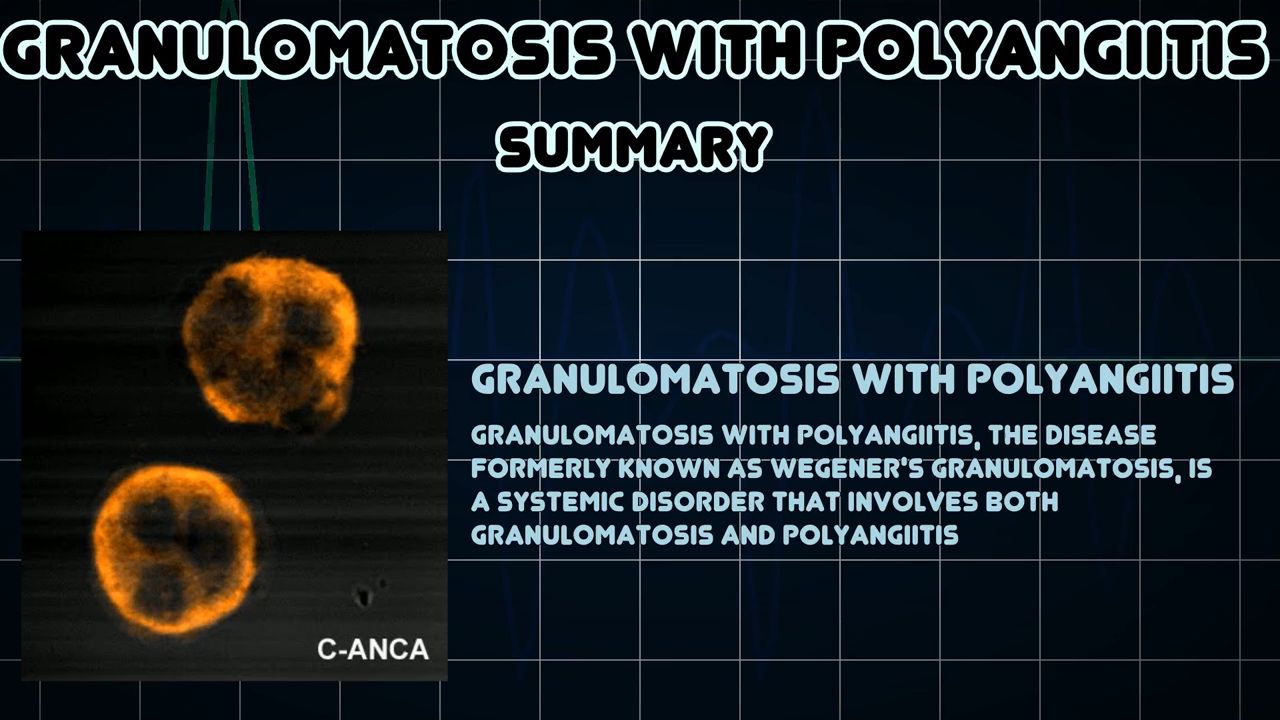 GRANULOMATOSIS WITH POLYANGIITIS
SUMMARY
GRANULOMATOSIS WITH POLYANGIITIS
GRANULOMATOSIS WITH POLYANGIITIS, THE DISEASE
FORMERLY KNOWN AS WEGENER'S GRANULOMATOSIS, IS
A SYSTEMIC DISORDER THAT INVOLVES BOTH
GRANULOMATOSIS AND POLYANGIITIS
C-ANCA